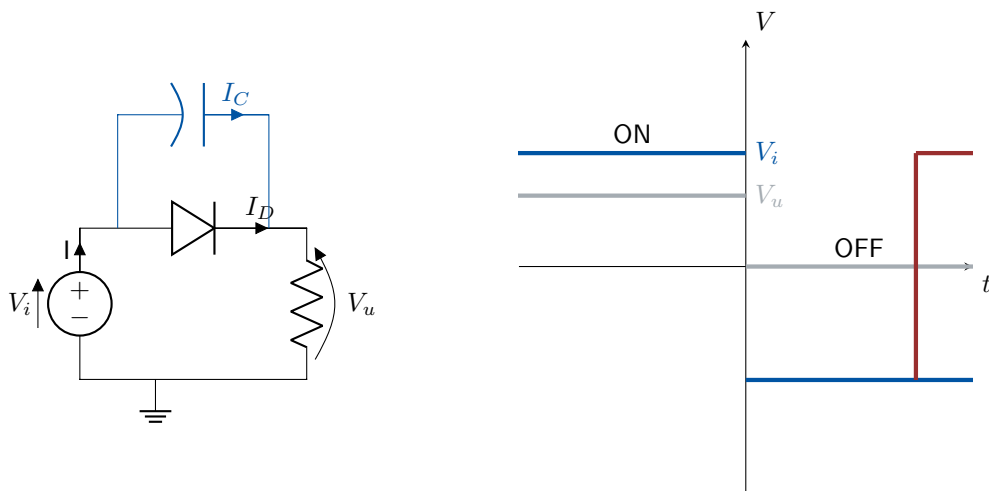 I_C
I_D
I
V_i
+
−
V_u
V
ON
V_i
V_u
OFF
t